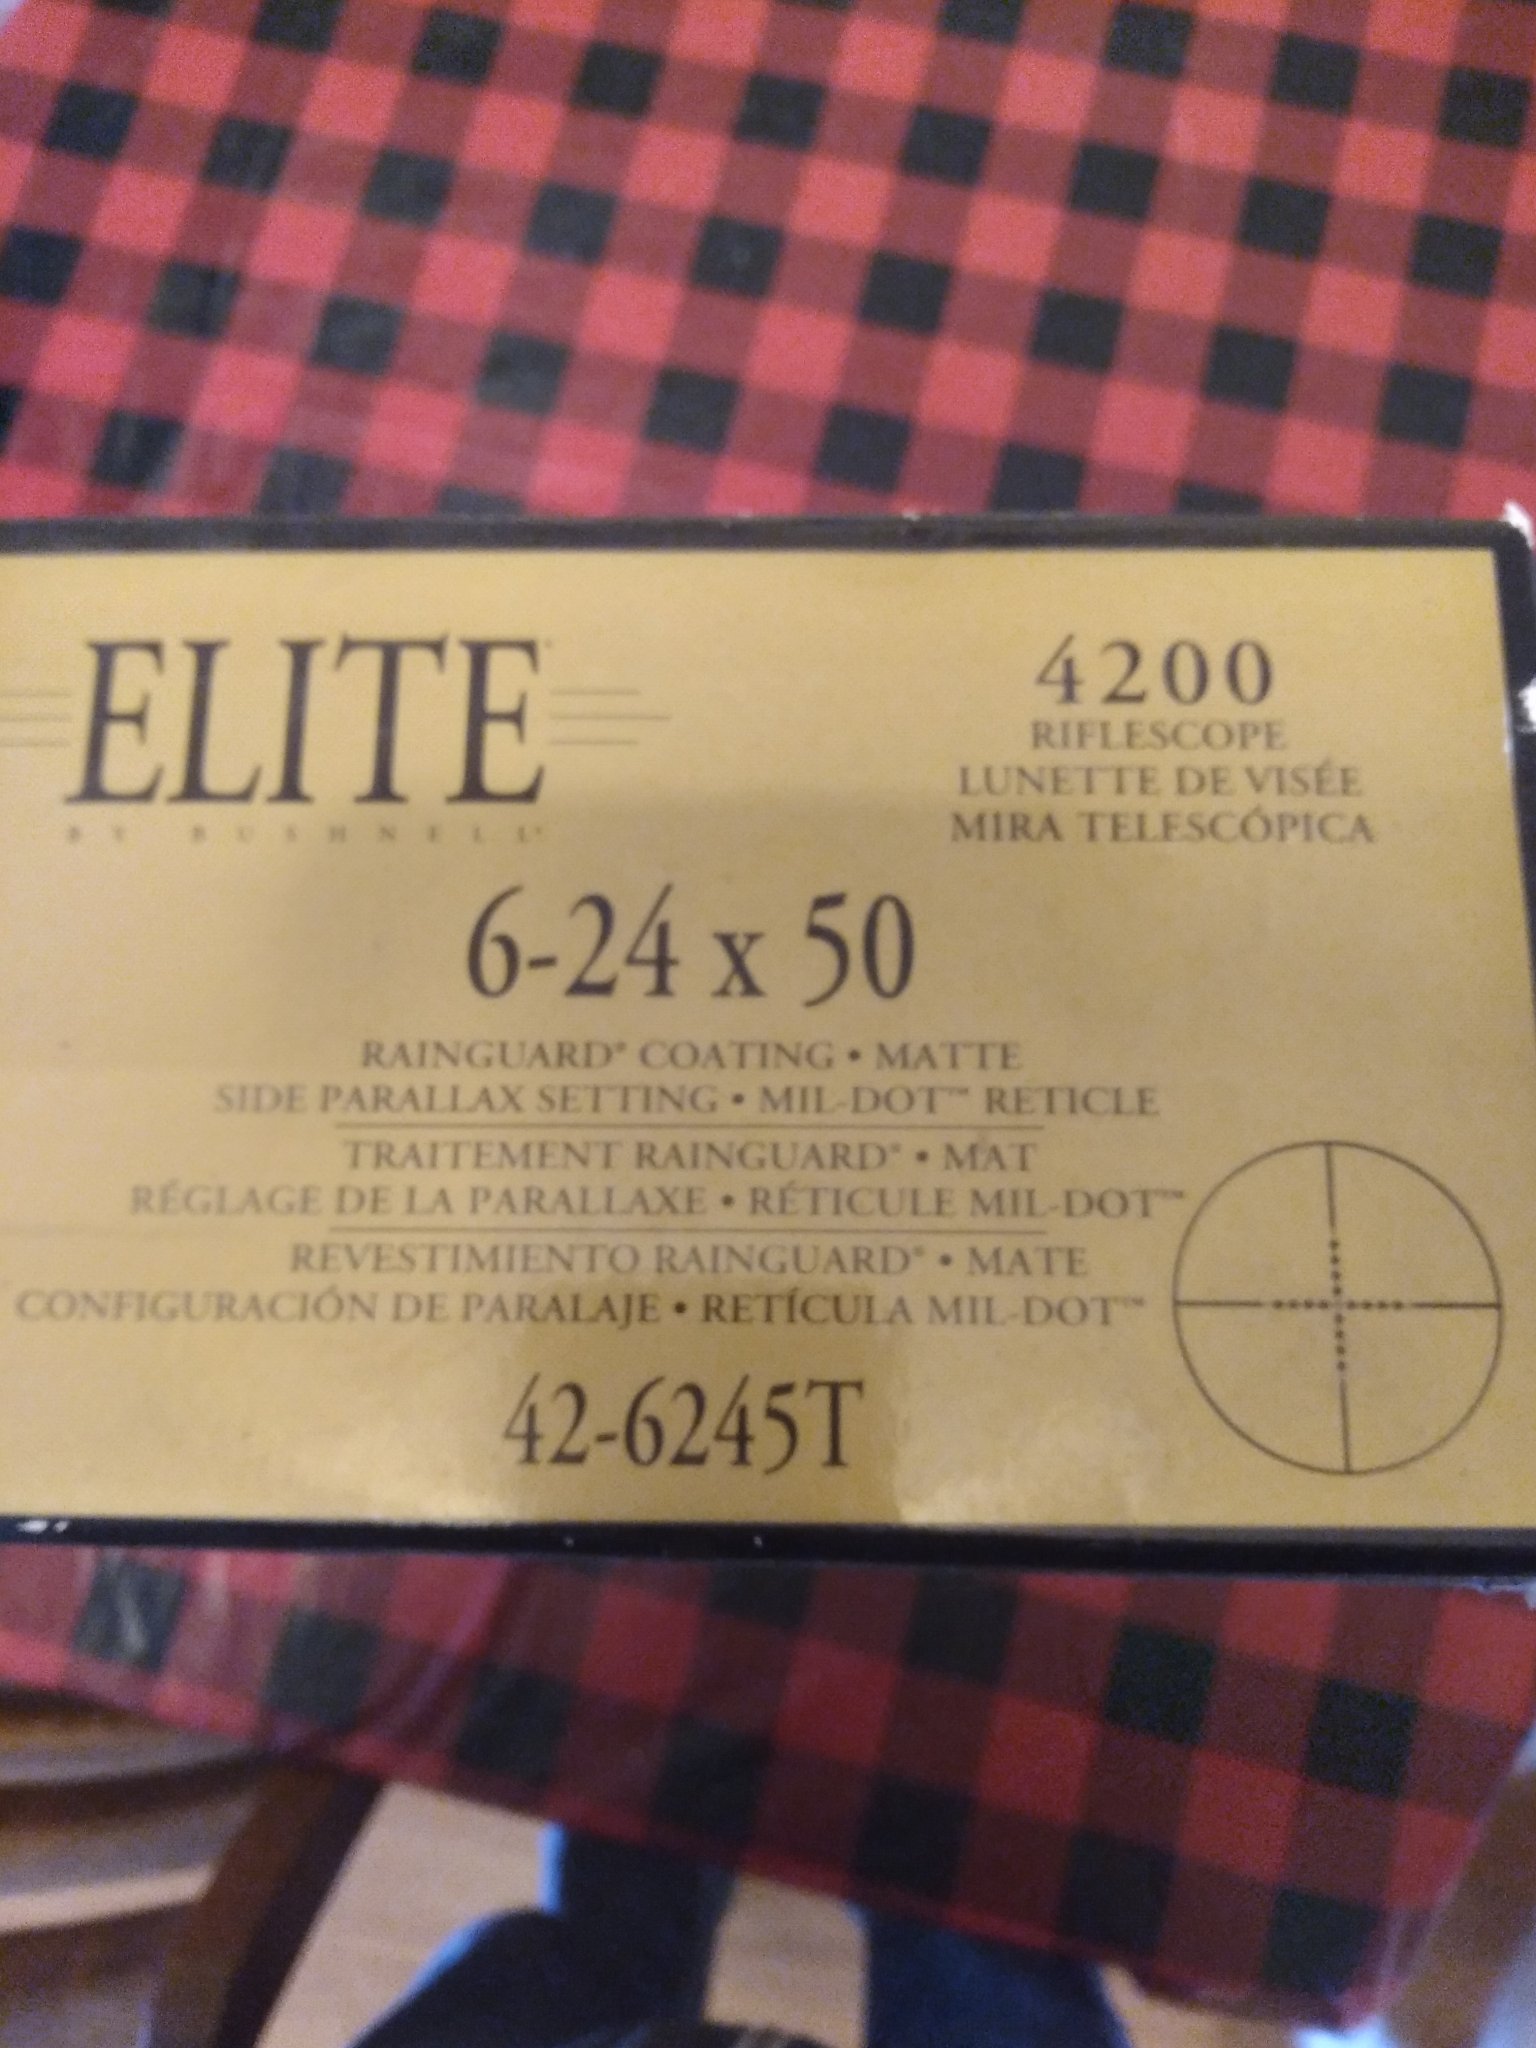 ELITE®
BY BUSHNELL®
4200
RIFLESCOPE
LUNETTE DE VISÉE
MIRA TELESCÓPICA
6-24 x 50
RAINGUARD® COATING • MATTE
SIDE PARALLAX SETTING • MIL-DOT™ RETICLE
TRAITEMENT RAINGUARD® • MAT
RÉGLAGE DE LA PARALLAXE • RÉTICULE MIL-DOT™
REVESTIMIENTO RAINGUARD® • MATE
CONFIGURACIÓN DE PARALAJE • RETÍCULA MIL-DOT™
42-6245T